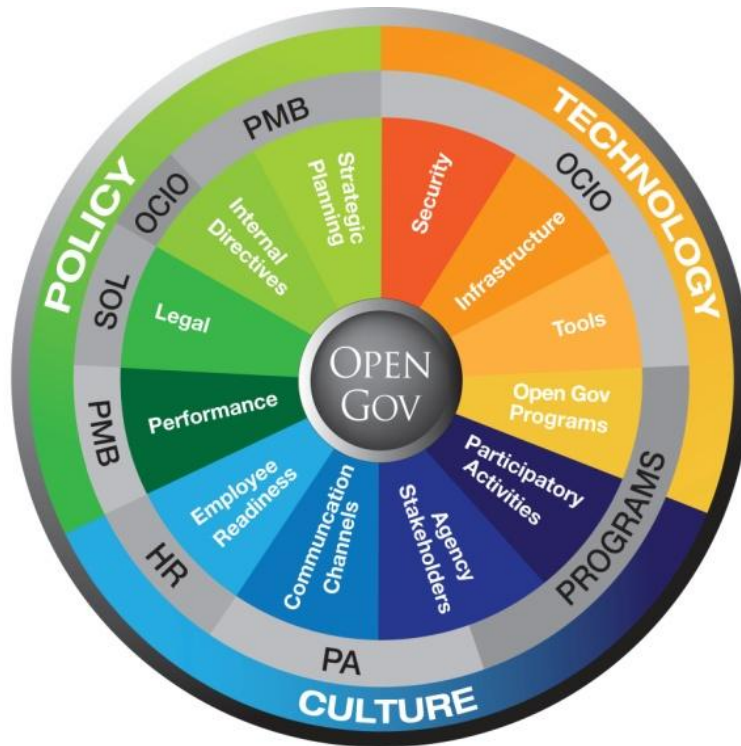 OPEN
GOV
POLICY
TECHNOLOGY
CULTURE
PMB
OCIO
SOL
PMB
HR
PA
PROGRAMS
OCIO
Security
Infrastructure
Tools
Open Gov
Programs
Participatory
Activities
Agency
Stakeholders
Communcation
Channels
Employee
Readiness
Performance
Legal
Internal
Directives
Strategic
Planning